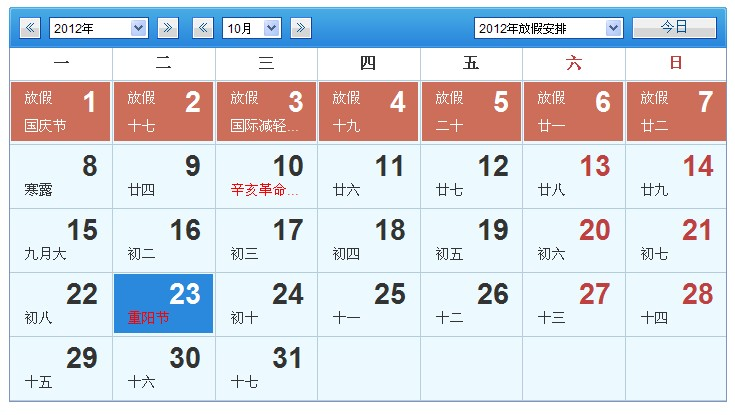 《 2012年 》 《 10月 》 2012年放假安排 今日
一 二 三 四 五 六 日
放假 1 放假 2 放假 3 放假 4 放假 5 放假 6 放假 7
国庆节 十七 国际减轻... 十九 二十 廿一 廿二
8 9 10 11 12 13 14
寒露 廿四 辛亥革命... 廿六 廿七 廿八 廿九
15 16 17 18 19 20 21
九月大 初二 初三 初四 初五 初六 初七
22 23 24 25 26 27 28
初八 重阳节 初十 十一 十二 十三 十四
29 30 31
十五 十六 十七